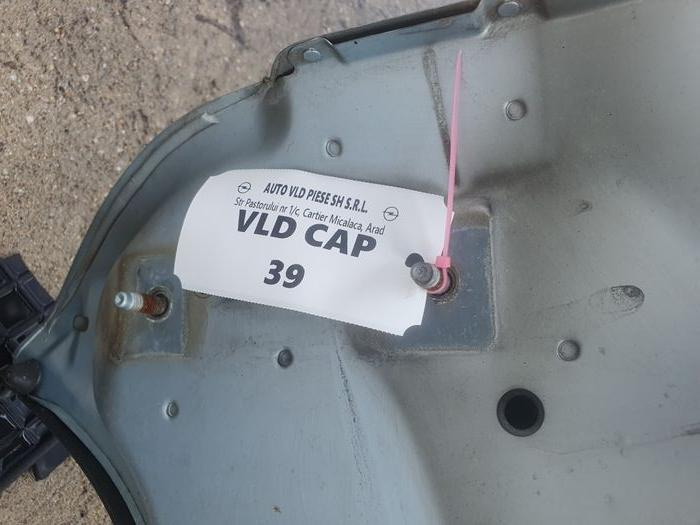 AUTO VLD PIESE SH S.R.L.
Str Pastorului nr 1/c, Cartier Micalaca, Arad
VLD CAP
39